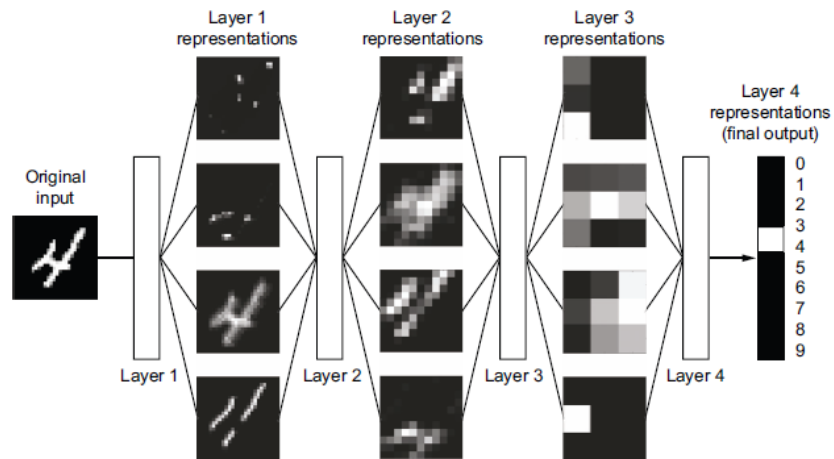 Layer 1
representations
Layer 2
representations
Layer 3
representations
Layer 4
representations
(final output)
Original
input
0
1
2
3
4
5
6
7
8
9
Layer 1
Layer 2
Layer 3
Layer 4